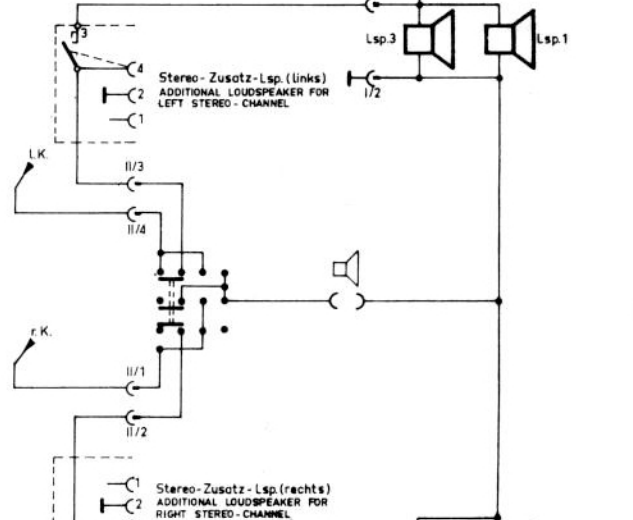 3
Lsp.3
Lsp.1
4
Stereo-Zusatz-Lsp.(links)
2
ADDITIONAL LOUDSPEAKER FOR
LEFT STEREO-CHANNEL
I/2
1
L.K.
II/3
II/4
r.K.
II/1
II/2
1
Stereo-Zusatz-Lsp.(rechts)
2
ADDITIONAL LOUDSPEAKER FOR
RIGHT STEREO-CHANNEL